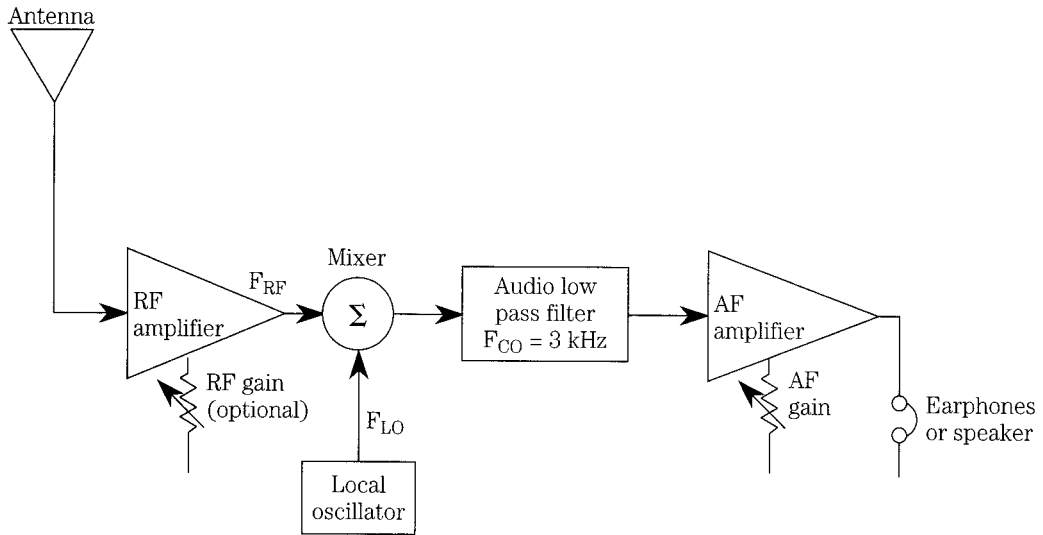 Antenna
RF
amplifier
F_RF
Mixer
Σ
Audio low
pass filter
F_CO = 3 kHz
AF
amplifier
RF gain
(optional)
F_LO
AF
gain
Earphones
or speaker
Local
oscillator